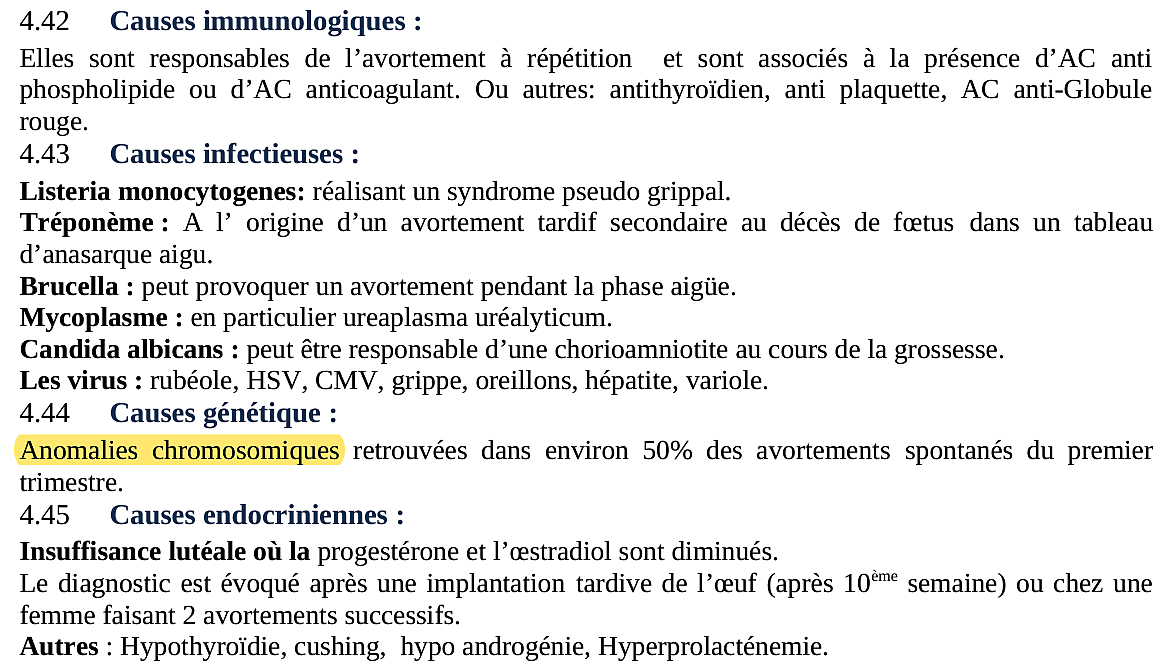 4.42 Causes immunologiques :
Elles sont responsables de l’avortement à répétition et sont associés à la présence d’AC anti
phospholipide ou d’AC anticoagulant. Ou autres: antithyroïdien, anti plaquette, AC anti-Globule
rouge.
4.43 Causes infectieuses :
Listeria monocytogenes: réalisant un syndrome pseudo grippal.
Tréponème : A l’ origine d’un avortement tardif secondaire au décès de fœtus dans un tableau
d’anasarque aigu.
Brucella : peut provoquer un avortement pendant la phase aigüe.
Mycoplasme : en particulier ureaplasma uréalyticum.
Candida albicans : peut être responsable d’une chorioamniotite au cours de la grossesse.
Les virus : rubéole, HSV, CMV, grippe, oreillons, hépatite, variole.
4.44 Causes génétique :
Anomalies chromosomiques retrouvées dans environ 50% des avortements spontanés du premier
trimestre.
4.45 Causes endocriniennes :
Insuffisance lutéale où la progestérone et l’œstradiol sont diminués.
Le diagnostic est évoqué après une implantation tardive de l’œuf (après 10ème semaine) ou chez une
femme faisant 2 avortements successifs.
Autres : Hypothyroïdie, cushing, hypo androgénie, Hyperprolacténemie.